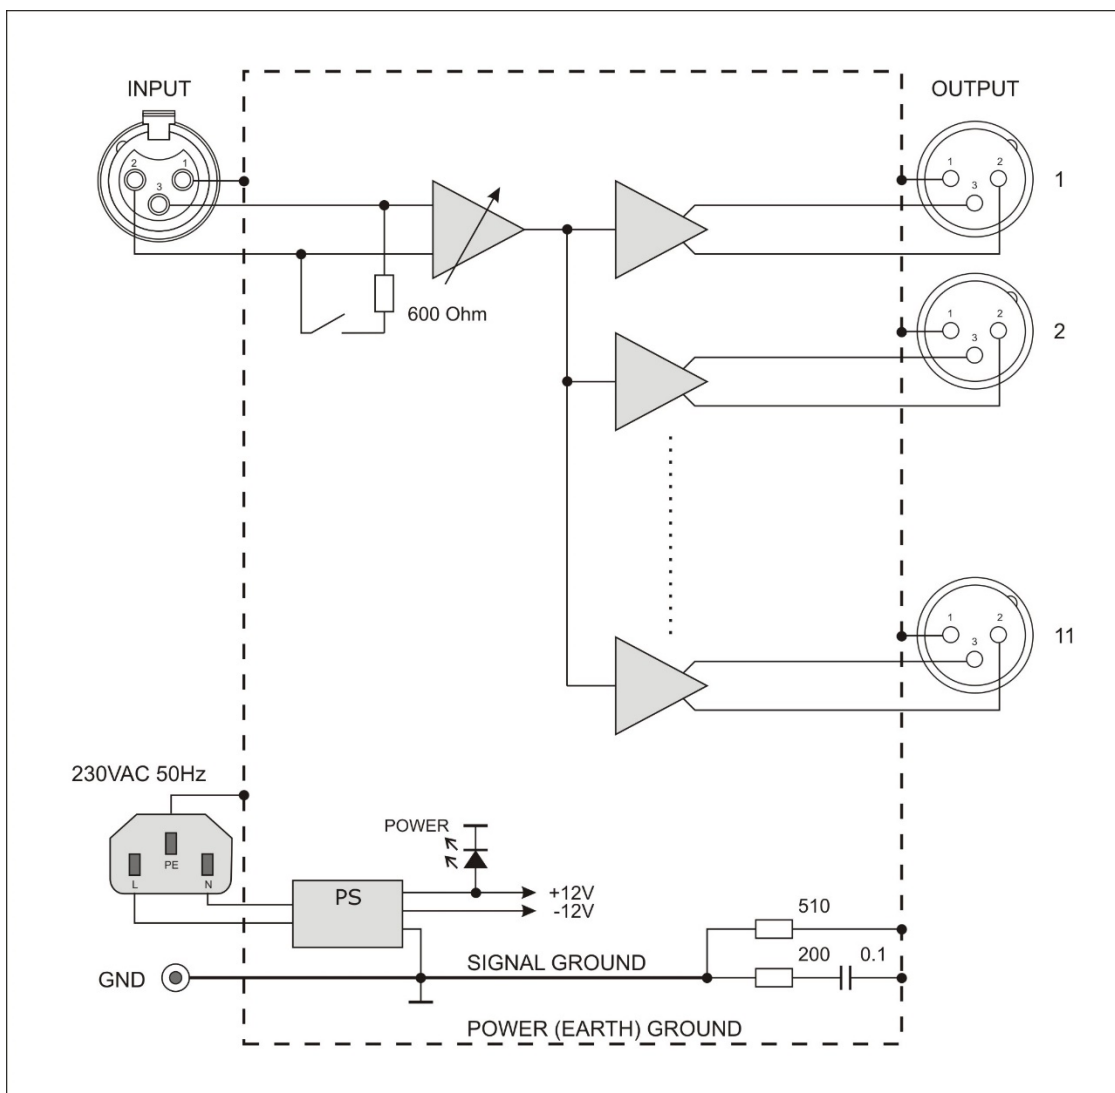 INPUT
OUTPUT
2
1
3
1
2
3
1
600 Ohm
1
2
3
2
1
2
3
11
230VAC 50Hz
PE
L
N
POWER
PS
+12V
-12V
510
200
0.1
GND
SIGNAL GROUND
POWER (EARTH) GROUND